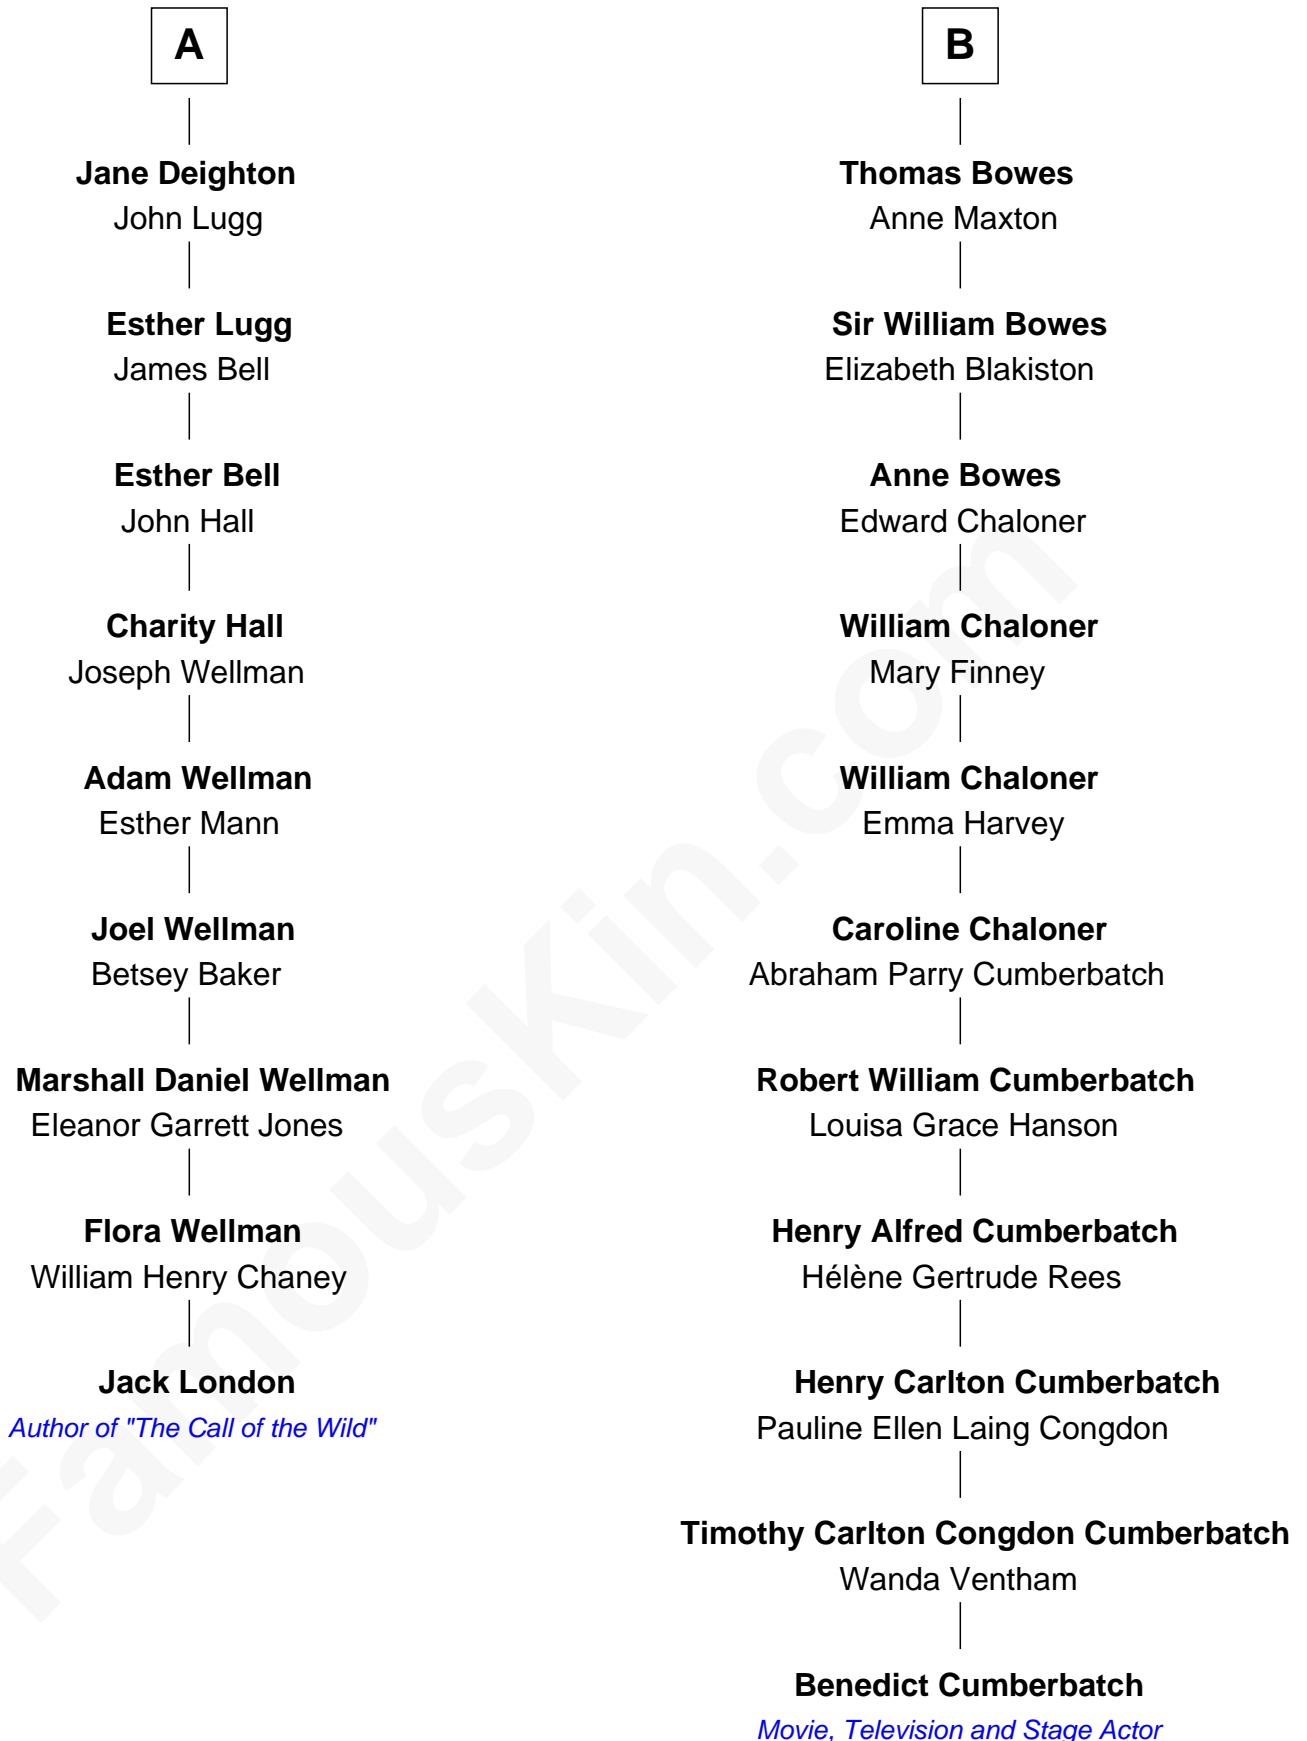 A
Jane Deighton
John Lugg
Esther Lugg
James Bell
Esther Bell
John Hall
Charity Hall
Joseph Wellman
Adam Wellman
Esther Mann
Joel Wellman
Betsey Baker
Marshall Daniel Wellman
Eleanor Garrett Jones
Flora Wellman
William Henry Chaney
Jack London
Author of "The Call of the Wild"
B
Thomas Bowes
Anne Maxton
Sir William Bowes
Elizabeth Blakiston
Anne Bowes
Edward Chaloner
William Chaloner
Mary Finney
William Chaloner
Emma Harvey
Caroline Chaloner
Abraham Parry Cumberbatch
Robert William Cumberbatch
Louisa Grace Hanson
Henry Alfred Cumberbatch
Hélène Gertrude Rees
Henry Carlton Cumberbatch
Pauline Ellen Laing Congdon
Timothy Carlton Congdon Cumberbatch
Wanda Ventham
Benedict Cumberbatch
Movie, Television and Stage Actor
FamousKin.com